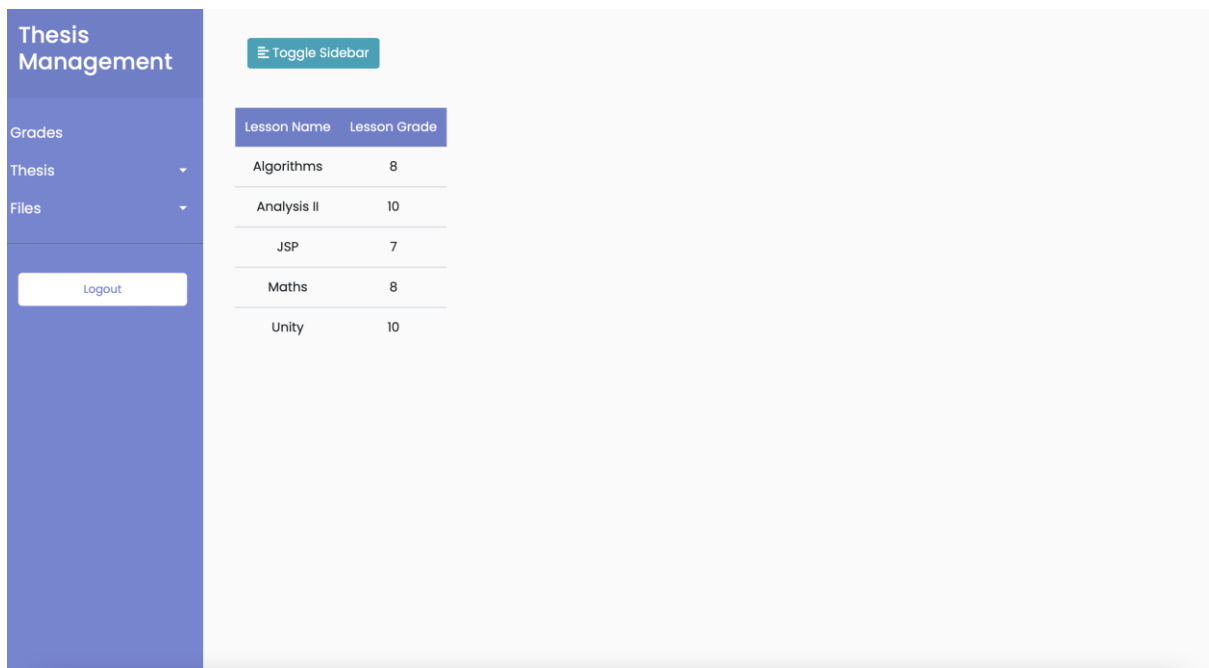 Thesis
Management
Grades
Thesis
Files
Logout
Toggle Sidebar
Lesson Name Lesson Grade
Algorithms 8
Analysis II 10
JSP 7
Maths 8
Unity 10